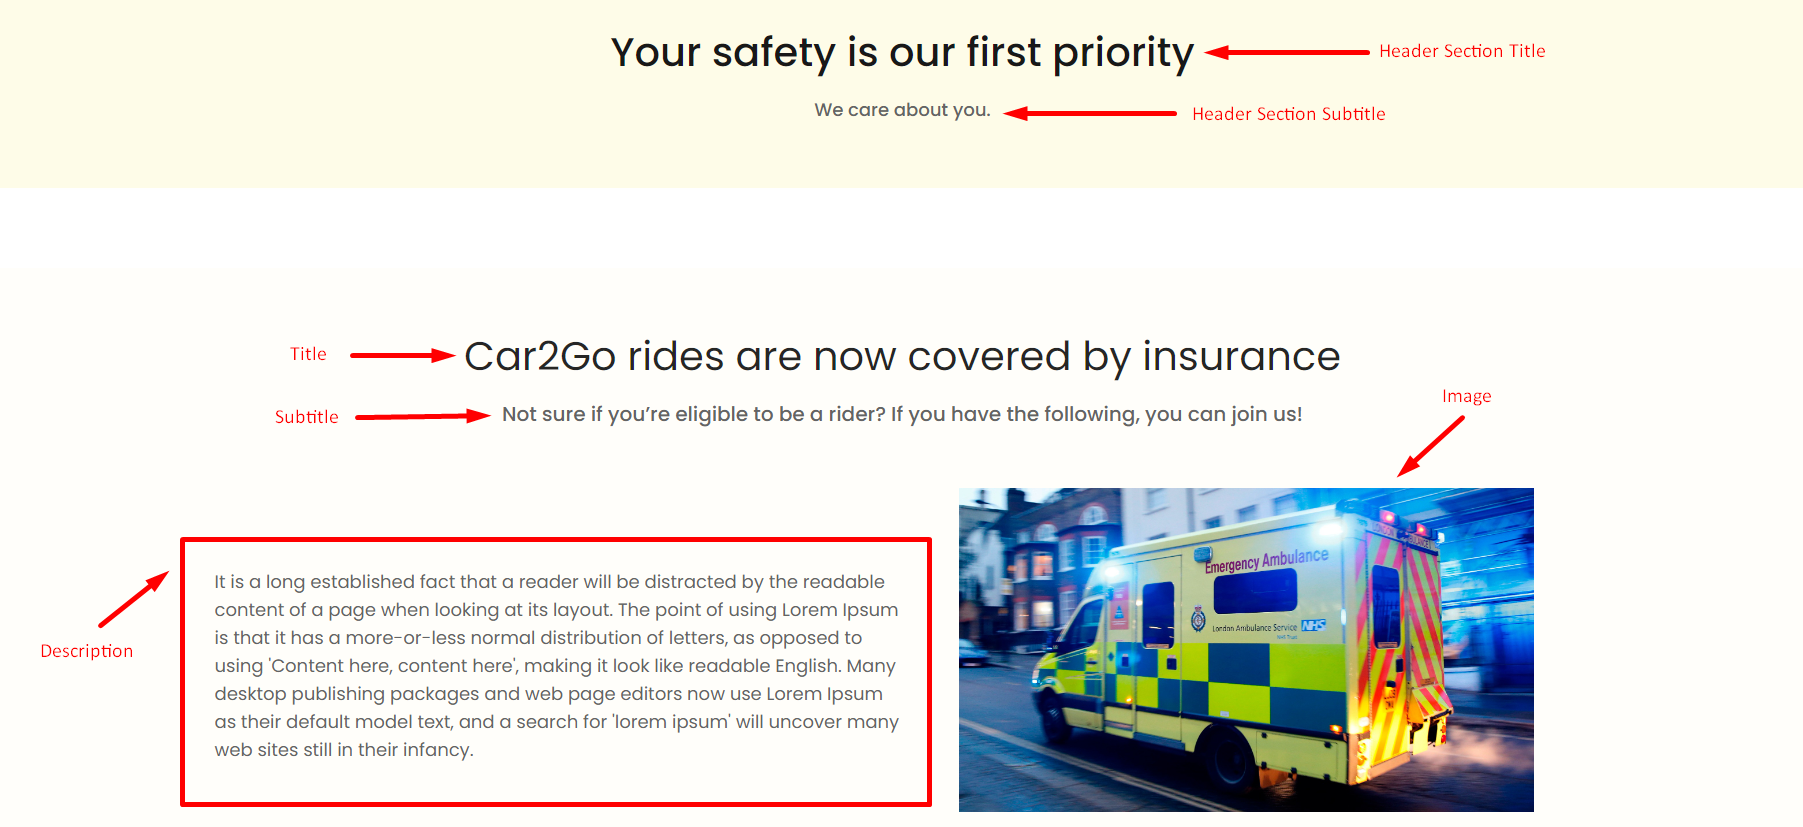 Your safety is our first priority
Header Section Title
We care about you.
Header Section Subtitle
Title
Car2Go rides are now covered by insurance
Image
Subtitle
Not sure if you’re eligible to be a rider? If you have the following, you can join us!
Description
It is a long established fact that a reader will be distracted by the readable
content of a page when looking at its layout. The point of using Lorem Ipsum
is that it has a more-or-less normal distribution of letters, as opposed to
using 'Content here, content here', making it look like readable English. Many
desktop publishing packages and web page editors now use Lorem Ipsum
as their default model text, and a search for 'lorem ipsum' will uncover many
web sites still in their infancy.
Emergency Ambulance
London Ambulance Service NHS
NHS Trust